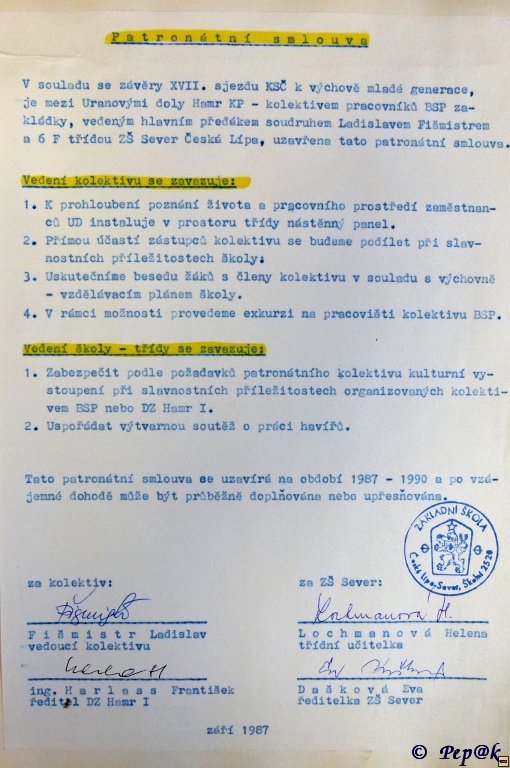 Patronátní smlouva
V souladu se závěry XVII. sjezdu KSČ k výchově mladé generace,
je mezi Uranovými doly Hamr KP - kolektivem pracovníků BSP za-
kládky, vedeným hlavním předákem soudruhem Ladislavem Fišmistrem
a 6 F třídou ZŠ Sever Česká Lípa, uzavřena tato patronátní smlouva.
Vedení kolektivu se zavazuje:
1. K prohloubení poznání života a pracovního prostředí zaměstnan-
ců UD instaluje v prostoru třídy nástěnný panel.
2. Přímou účastí zástupců kolektivu se budeme podílet při slav-
nostních příležitostech školy:
3. Uskutečníme besedu žáků s členy kolektivu v souladu s výchovně
- vzdělávacím plánem školy.
4. V rámci možnosti provedeme exkurzi na pracovišti kolektivu BSP.
Vedení školy - třídy se zavazuje:
1. Zabezpečit podle požadavků patronátního kolektivu kulturní vy-
stoupení při slavnostních příležitostech organizovaných kolekti-
vem BSP nebo DZ Hamr I.
2. Uspořádat výtvarnou soutěž o práci havířů.
Tato patronátní smlouva se uzavírá na období 1987 - 1990 a po vzá-
jemné dohodě může být průběžně doplňována nebo upřesňována.
ZÁKLADNÍ ŠKOLA
Česká Lípa-Sever, Školní 2520
za kolektiv:
za ZŠ Sever:
Lochmanová H.
Fišmistr Ladislav
vedoucí kolektivu
Lochmanová Helena
třídní učitelka
ing. Harlass František
ředitel DZ Hamr I
Dašková Eva
ředitelka ZŠ Sever
září 1987
© Pep@k